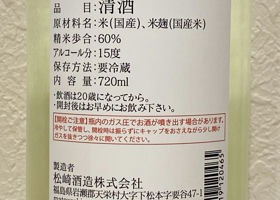 品 目:清酒
原材料名:米(国産)、米麹(国産米)
精米歩合:60%
アルコール分:15度
保存方法:要冷蔵
内 容 量:720ml
・飲酒は20歳になってから。
・開封後はお早めにお飲み下さい。
【開栓ご注意】瓶内のガス圧でお酒が噴き出す場合があります。
冷やして保管し、開栓時は振らずにキャップをおさえながら少し開け
ガスを抜きつつ徐々に開いてください。
製造者
松崎酒造株式会社
福島県岩瀬郡天栄村大字下松本字要谷47-1